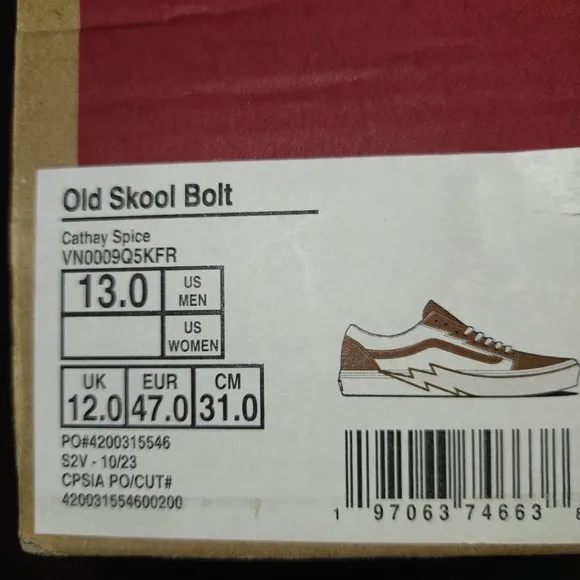 Old Skool Bolt
Cathay Spice
VN0009Q5KFR
13.0 US MEN
US WOMEN
UK EUR CM
12.0 47.0 31.0
PO#4200315546
S2V - 10/23
CPSIA PO/CUT#
420031554600200
1 97063 74663 8